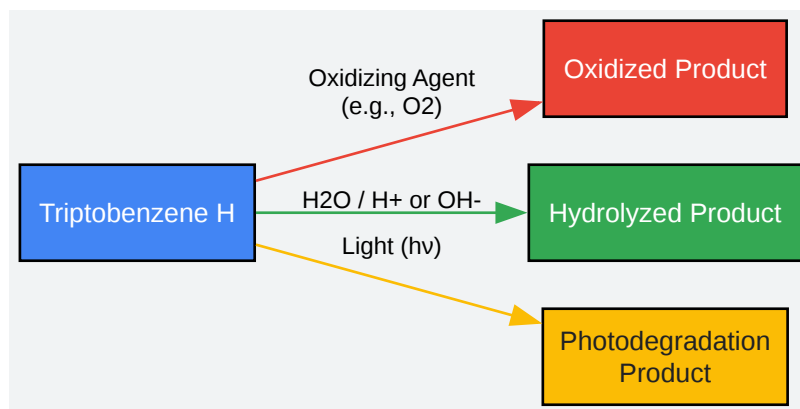 Oxidizing Agent
(e.g., O2)
Oxidized Product
Triptobenzene H
H2O / H+ or OH-
Hydrolyzed Product
Light (hν)
Photodegradation
Product